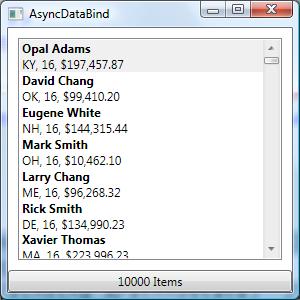 AsyncDataBind
Opal Adams
KY, 16, $197,457.87
David Chang
OK, 16, $99,410.20
Eugene White
NH, 16, $144,315.44
Mark Smith
OH, 16, $10,462.10
Larry Chang
ME, 16, $96,268.32
Rick Smith
DE, 16, $134,990.23
Xavier Thomas
MA, 16, $223,996.23
10000 Items